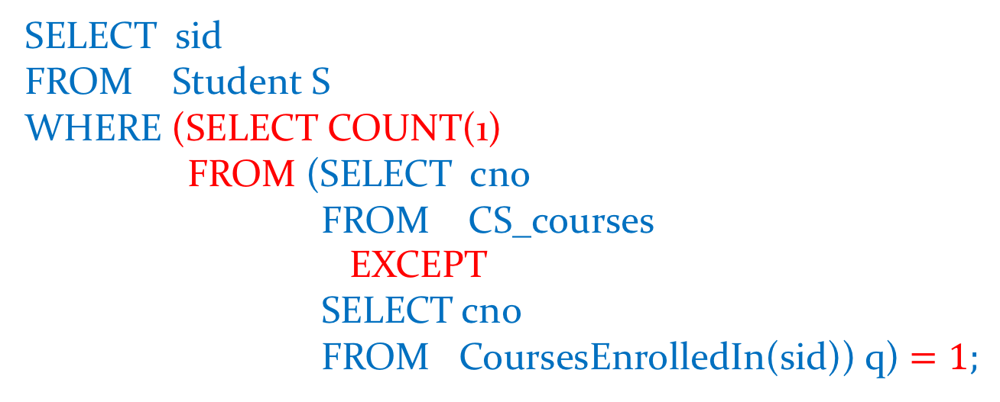 SELECT sid
FROM Student S
WHERE (SELECT COUNT(1)
FROM (SELECT cno
FROM CS_courses
EXCEPT
SELECT cno
FROM CoursesEnrolledIn(sid)) q) = 1;